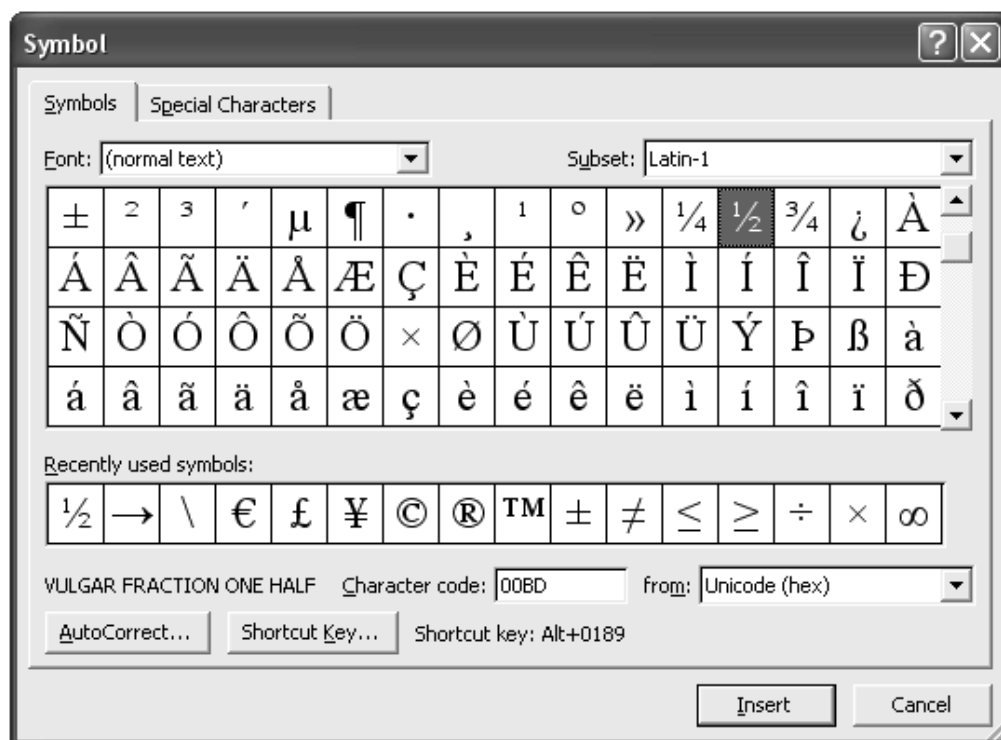 Symbol ? X
Symbols Special Characters
Font: (normal text) Subset: Latin-1
± ² ³ ´ µ ¶ · ¸ ¹ º » ¼ ½ ¾ ¿ À
Á Â Ã Ä Å Æ Ç È É Ê Ë Ì Í Î Ï Ð
Ñ Ò Ó Ô Õ Ö × Ø Ù Ú Û Ü Ý Þ ß à
á â ã ä å æ ç è é ê ë ì í î ï ð
Recently used symbols:
½ → \ € £ ¥ © ® ™ ± ≠ ≤ ≥ ÷ × ∞
VULGAR FRACTION ONE HALF Character code: 00BD from: Unicode (hex)
AutoCorrect... Shortcut Key... Shortcut key: Alt+0189
Insert Cancel